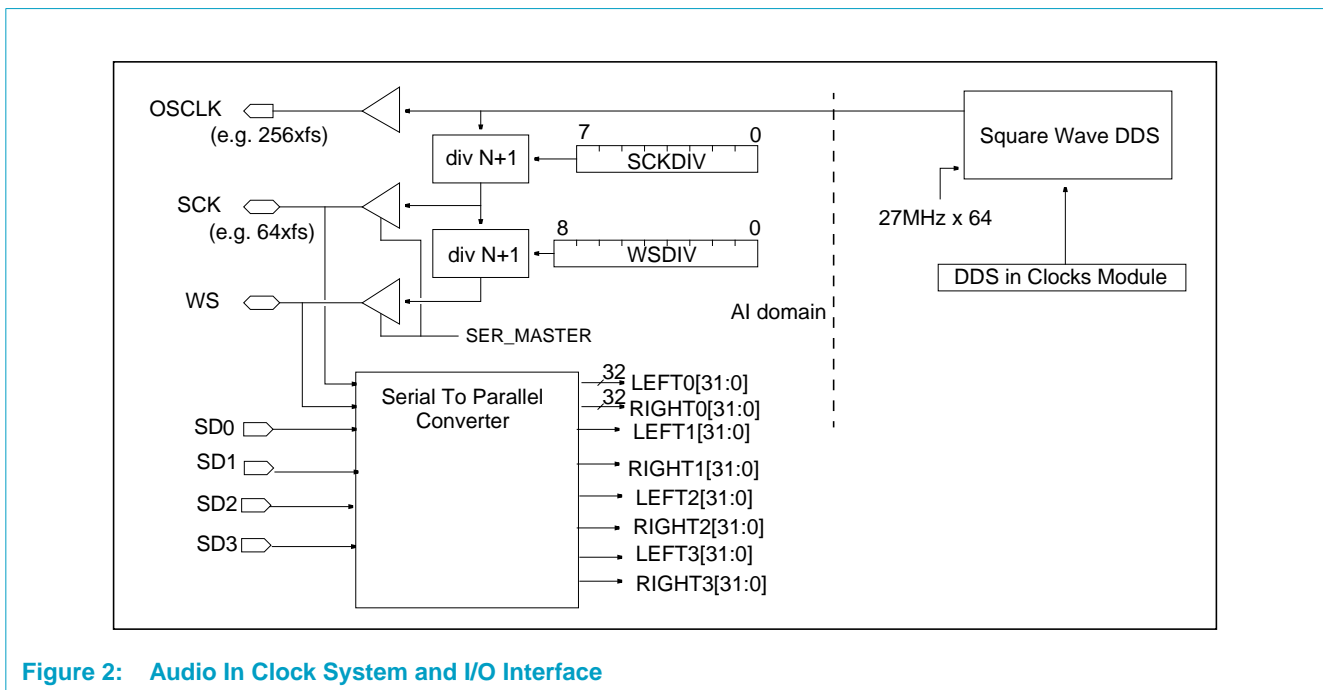 OSCLK
(e.g. 256xfs)
7 0
div N+1
SCKDIV
Square Wave DDS
SCK
(e.g. 64xfs)
27MHz x 64
8 0
div N+1
WSDIV
DDS in Clocks Module
WS
AI domain
SER_MASTER
Serial To Parallel
Converter
32
LEFT0[31:0]
32
RIGHT0[31:0]
SD0
LEFT1[31:0]
SD1
RIGHT1[31:0]
LEFT2[31:0]
SD2
RIGHT2[31:0]
SD3
LEFT3[31:0]
RIGHT3[31:0]
Figure 2: Audio In Clock System and I/O Interface